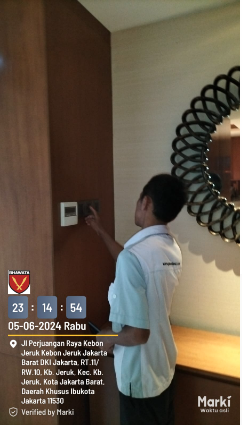 BHAWATA
23 : 14 : 54
05-06-2024 Rabu
Jl Perjuangan Raya Kebon
Jeruk Kebon Jeruk Jakarta
Barat DKI Jakarta, RT.11/
RW.10, Kb. Jeruk, Kec. Kb.
Jeruk, Kota Jakarta Barat,
Daerah Khusus Ibukota
Jakarta 11530
Verified by Marki
Marki
Waktu asli